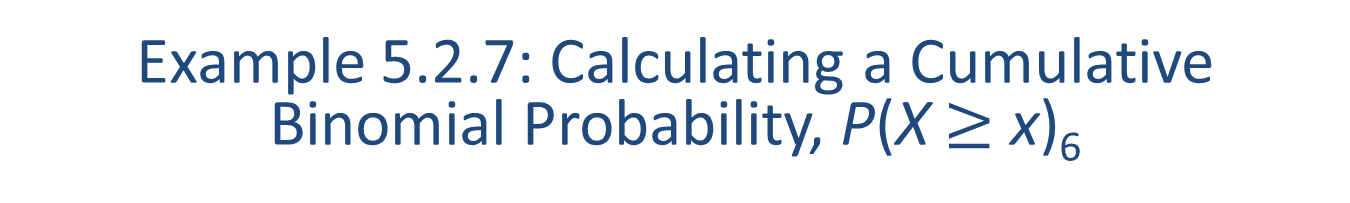 Example 5.2.7: Calculating a Cumulative
Binomial Probability, P(X ≥ x)₆